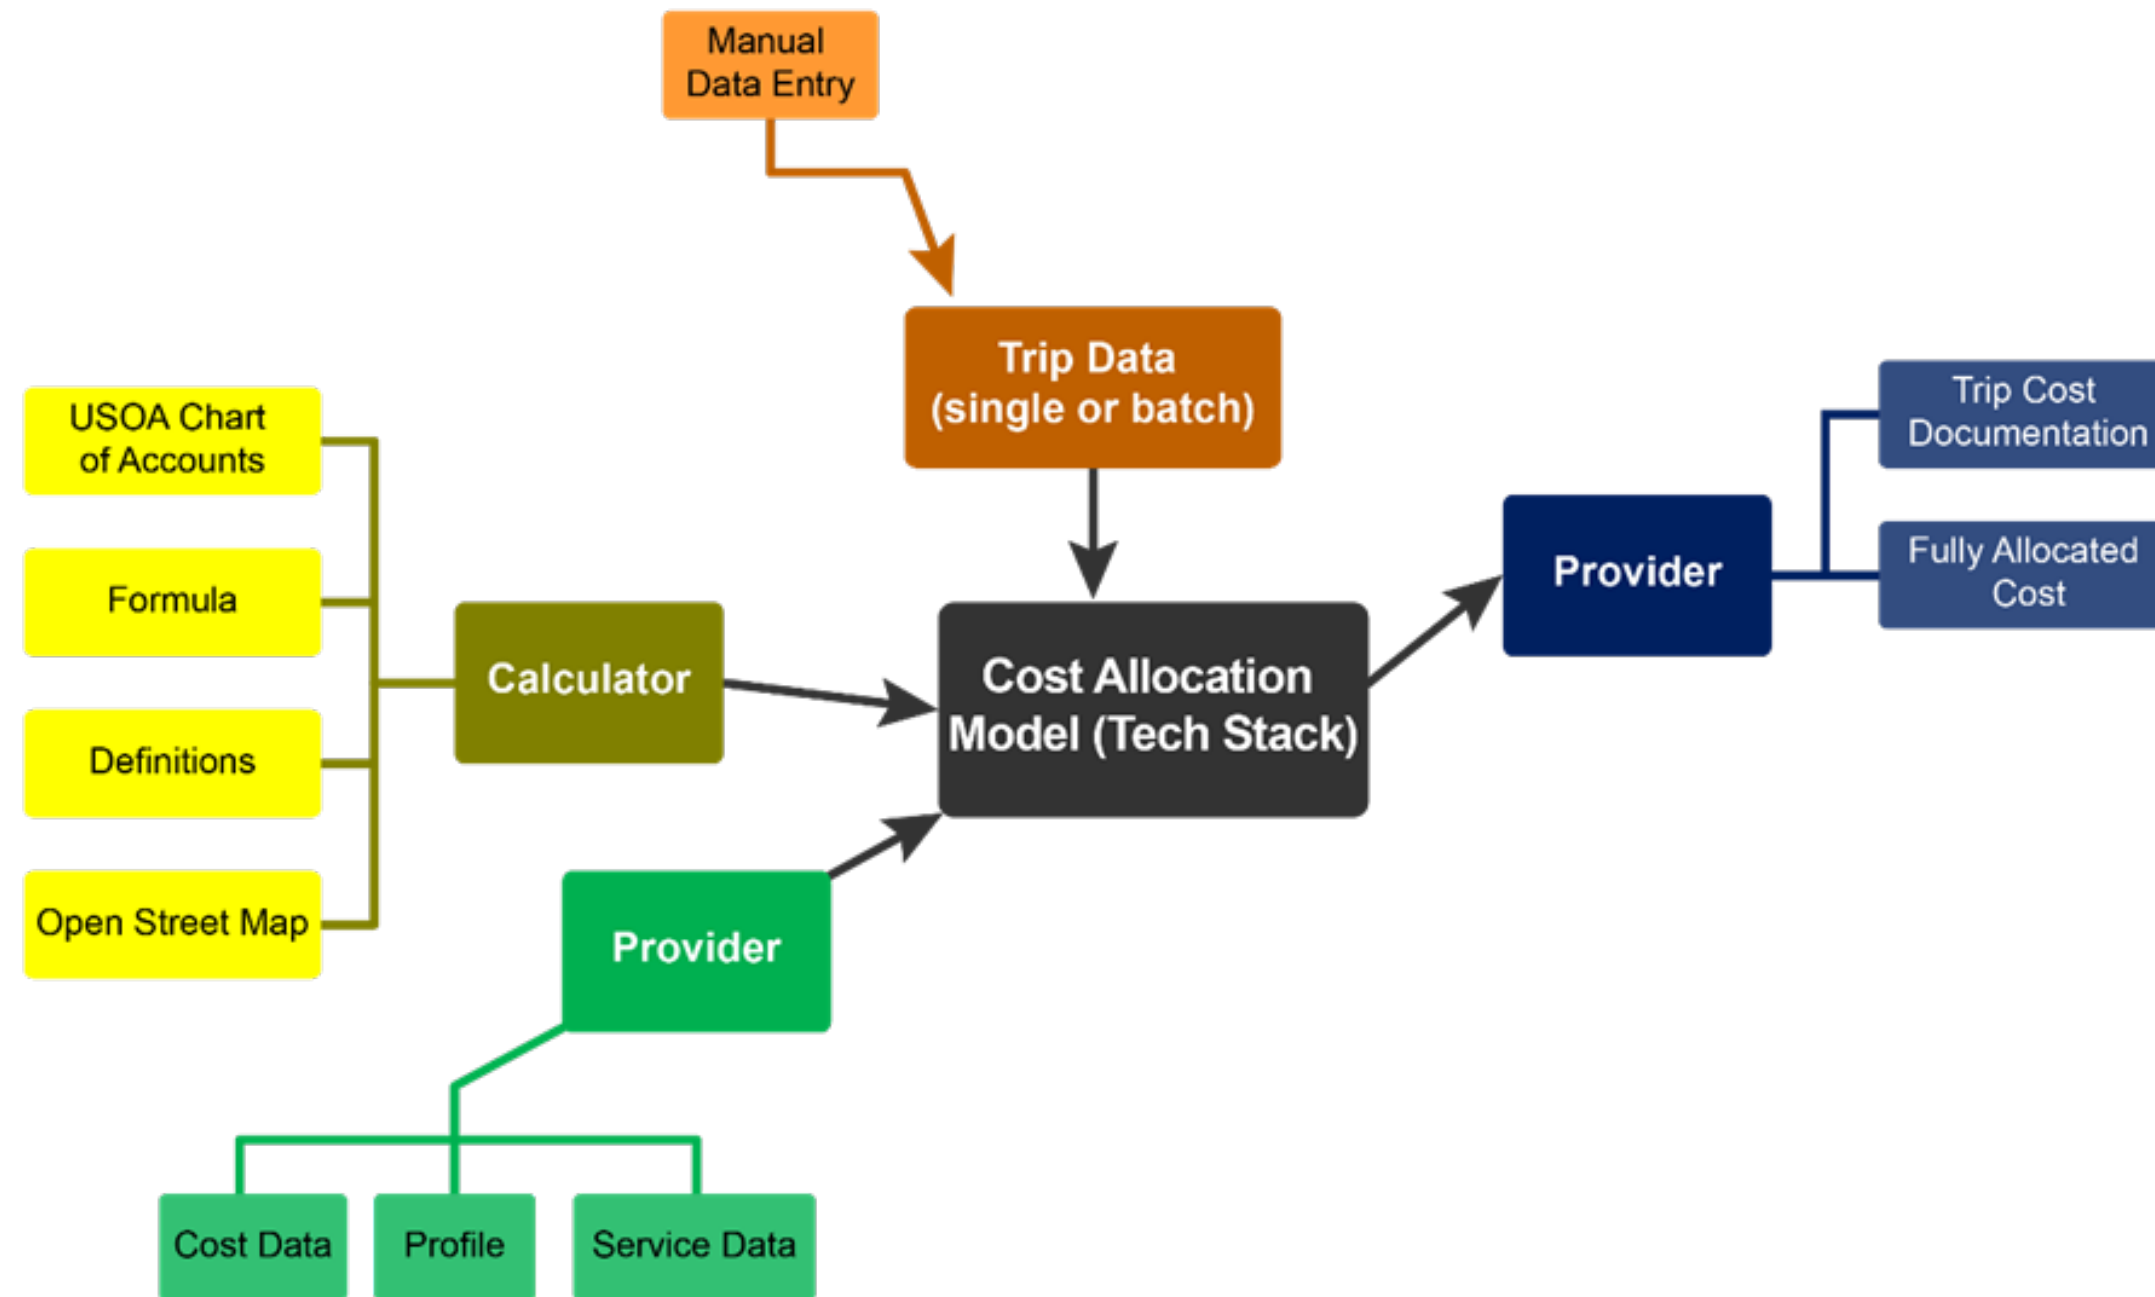 Manual
Data Entry
Trip Data
(single or batch)
USOA Chart
of Accounts
Formula
Definitions
Open Street Map
Calculator
Cost Allocation
Model (Tech Stack)
Provider
Trip Cost
Documentation
Fully Allocated
Cost
Provider
Cost Data
Profile
Service Data